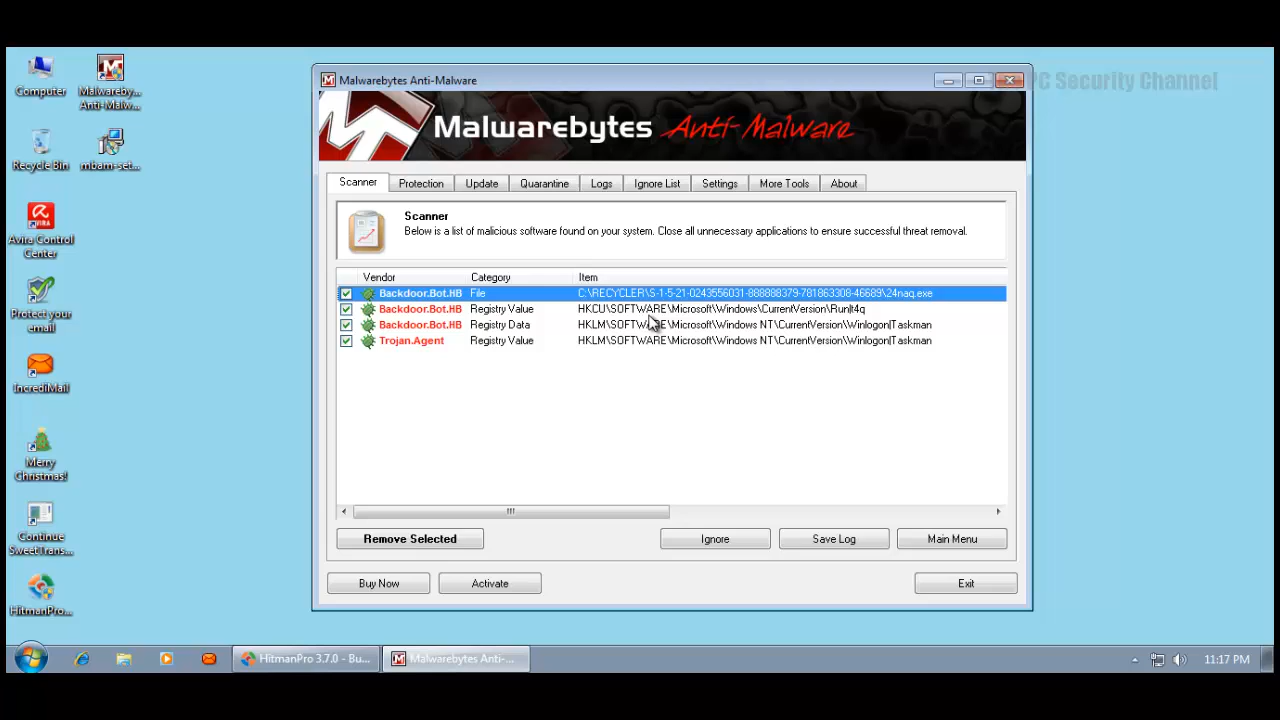 Malwarebytes Anti-Malware
PC Security Channel
Computer
Malwareby...
Anti-Malw...
Recycle Bin
mbam-set...
Avira Control
Center
Protect your
email
IncrediMail
Merry
Christmas!
Continue
SweetTrans...
HitmanPro...
Malwarebytes Anti-Malware
Scanner Protection Update Quarantine Logs Ignore List Settings More Tools About
Scanner
Below is a list of malicious software found on your system. Close all unnecessary applications to ensure successful threat removal.
Vendor Category Item
Backdoor.Bot.HB File C:\RECYCLER\S-1-5-21-0243556031-888888379-781863308-46689\24naq.exe
Backdoor.Bot.HB Registry Value HKCU\SOFTWARE\Microsoft\Windows\CurrentVersion\Run|t4q
Backdoor.Bot.HB Registry Data HKLM\SOFTWARE\Microsoft\Windows NT\CurrentVersion\Winlogon|Taskman
Trojan.Agent Registry Value HKLM\SOFTWARE\Microsoft\Windows NT\CurrentVersion\Winlogon|Taskman
Remove Selected Ignore Save Log Main Menu
Buy Now Activate Exit
HitmanPro 3.7.0 - Bu... Malwarebytes Anti-... 11:17 PM